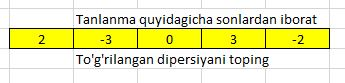 Tanlanma quyidagicha sonlardan iborat
2 -3 0 3 -2
To'g'rilangan dipersiyani toping